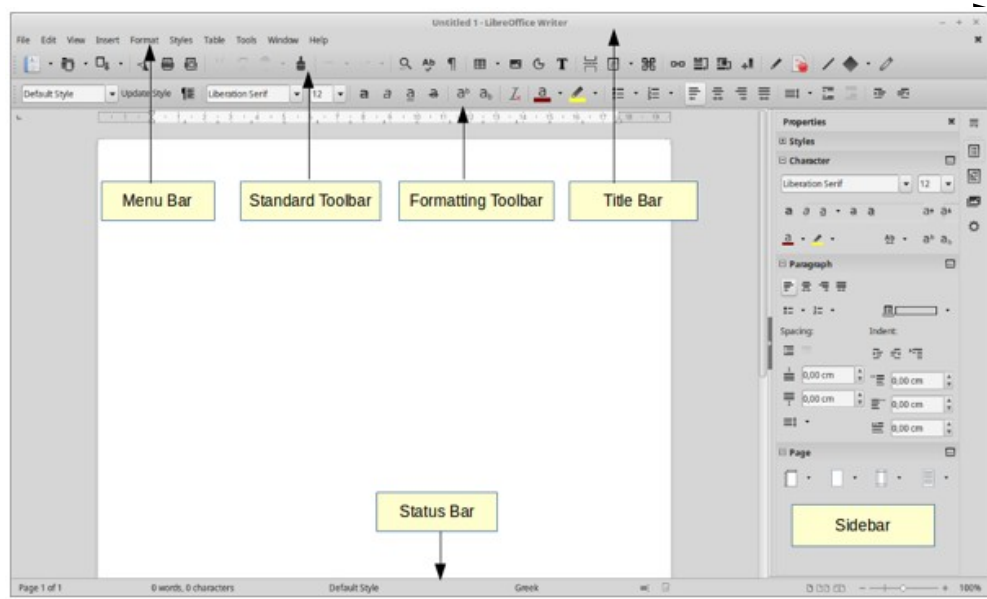 Untitled 1 - LibreOffice Writer
File Edit View Insert Format Styles Table Tools Window Help
Default Style Update Style Liberation Serif 12
Properties
Styles
Character
Menu Bar Standard Toolbar Formatting Toolbar Title Bar
Liberation Serif 12
Paragraph
Spacing: Indent:
0,00 cm 0,00 cm
0,00 cm 0,00 cm
0,00 cm
Page
Status Bar
Sidebar
Page 1 of 1 0 words, 0 characters Default Style Greek 100%